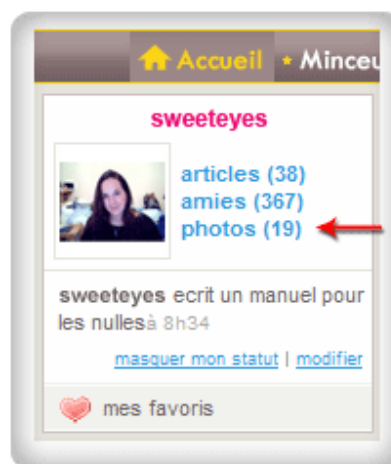 Accueil • Minceu
sweeteyes
articles (38)
amies (367)
photos (19)
sweeteyes ecrit un manuel pour
les nullesà 8h34
masquer mon statut | modifier
mes favoris